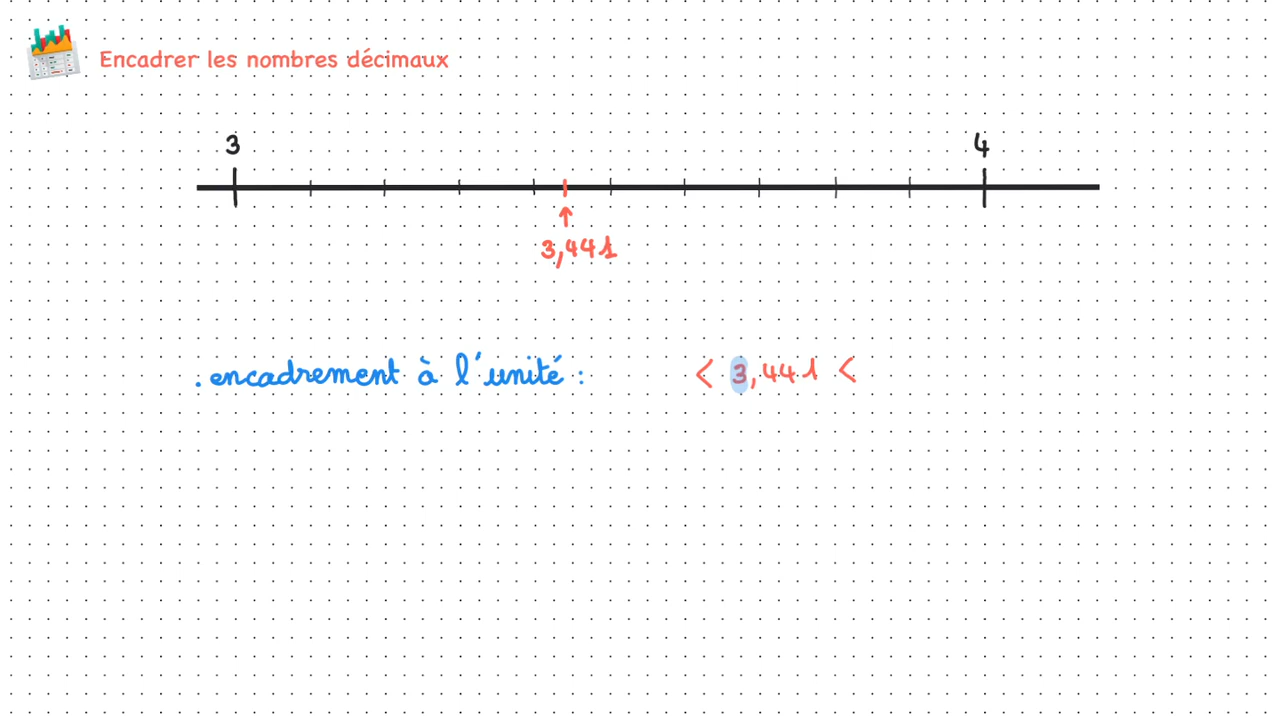 Encadrer les nombres décimaux
3 4
3,441
. encadrement à l'unité : < 3,441 <